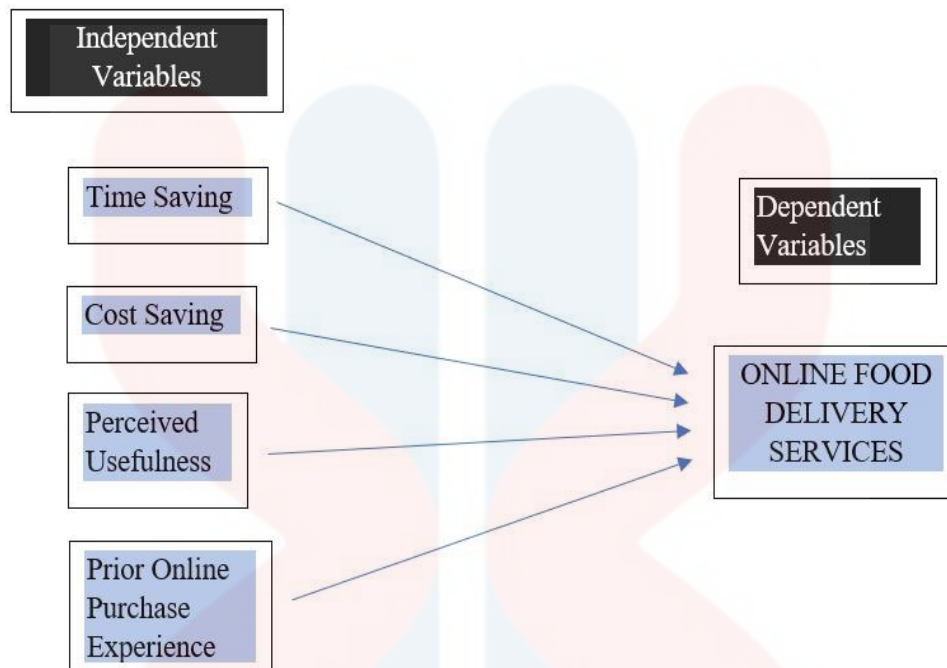 Independent
Variables
Time Saving
Dependent
Variables
Cost Saving
ONLINE FOOD
DELIVERY
SERVICES
Perceived
Usefulness
Prior Online
Purchase
Experience